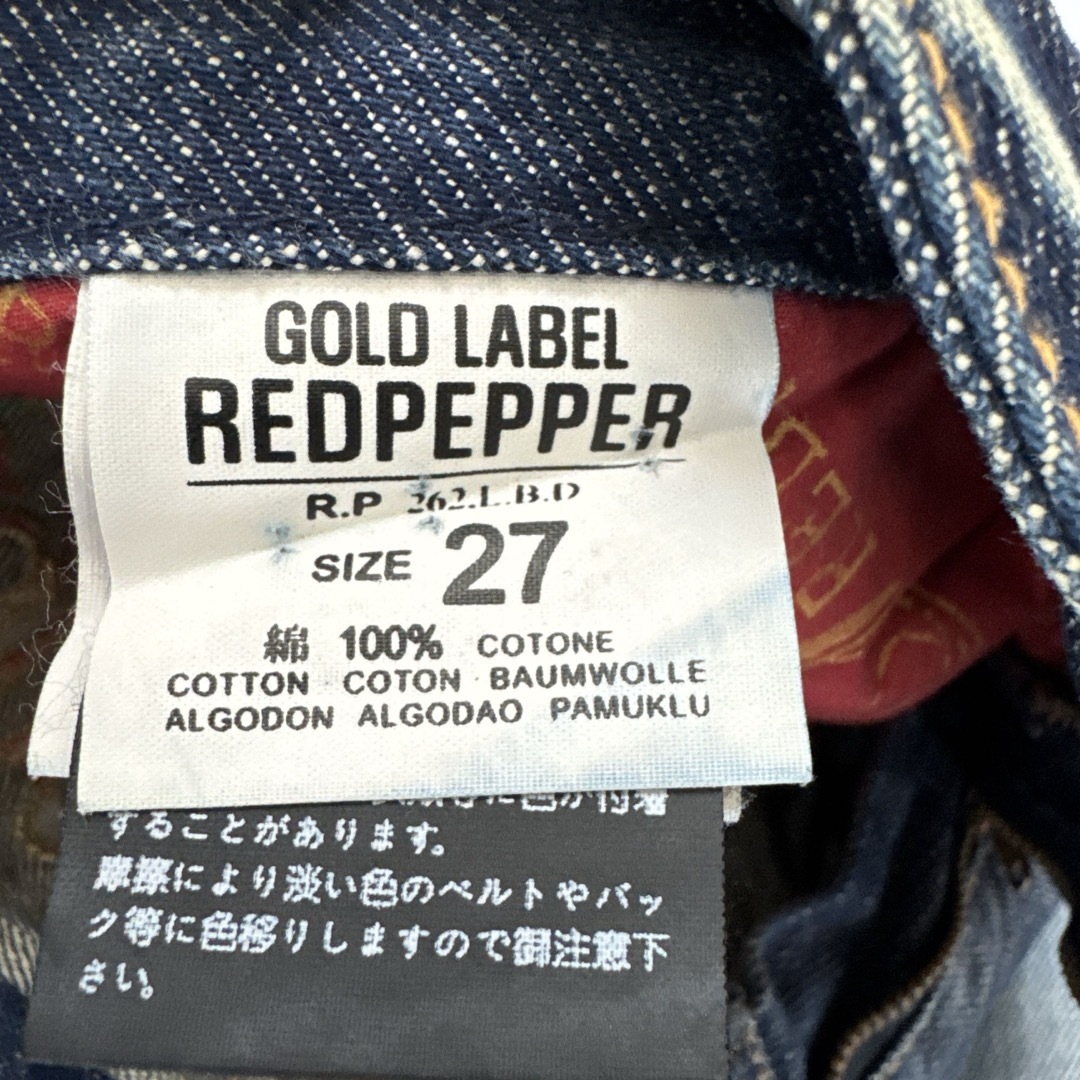 GOLD LABEL
REDPEPPER
R.P 262.L.B.D
SIZE 27
綿 100% COTONE
COTTON COTON BAUMWOLLE
ALGODON ALGODAO PAMUKLU
することがあります。
摩擦により淡い色のベルトやバッ
ク等に色移りしますので御注意下
さい。